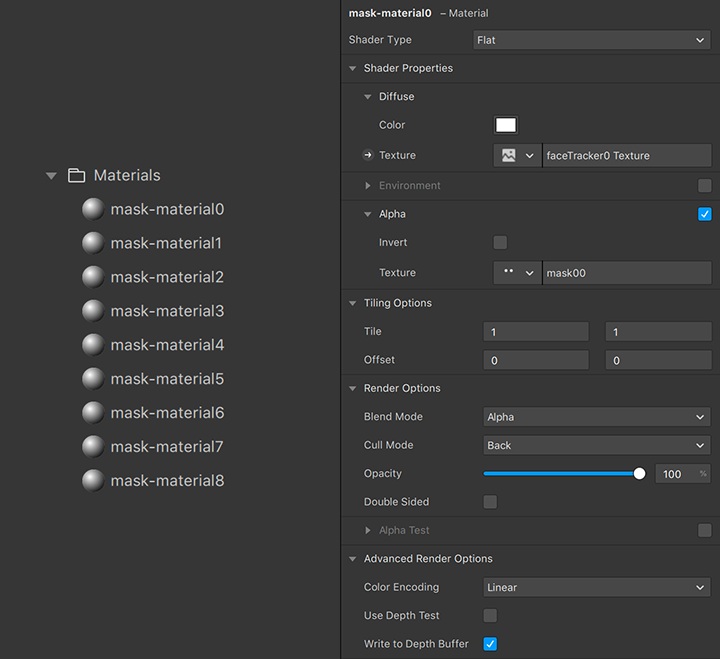 Materials
mask-material0
mask-material1
mask-material2
mask-material3
mask-material4
mask-material5
mask-material6
mask-material7
mask-material8
mask-material0 – Material
Shader Type Flat
Shader Properties
Diffuse
Color
Texture faceTracker0 Texture
Environment
Alpha
Invert
Texture mask00
Tiling Options
Tile 1 1
Offset 0 0
Render Options
Blend Mode Alpha
Cull Mode Back
Opacity 100 %
Double Sided
Alpha Test
Advanced Render Options
Color Encoding Linear
Use Depth Test
Write to Depth Buffer